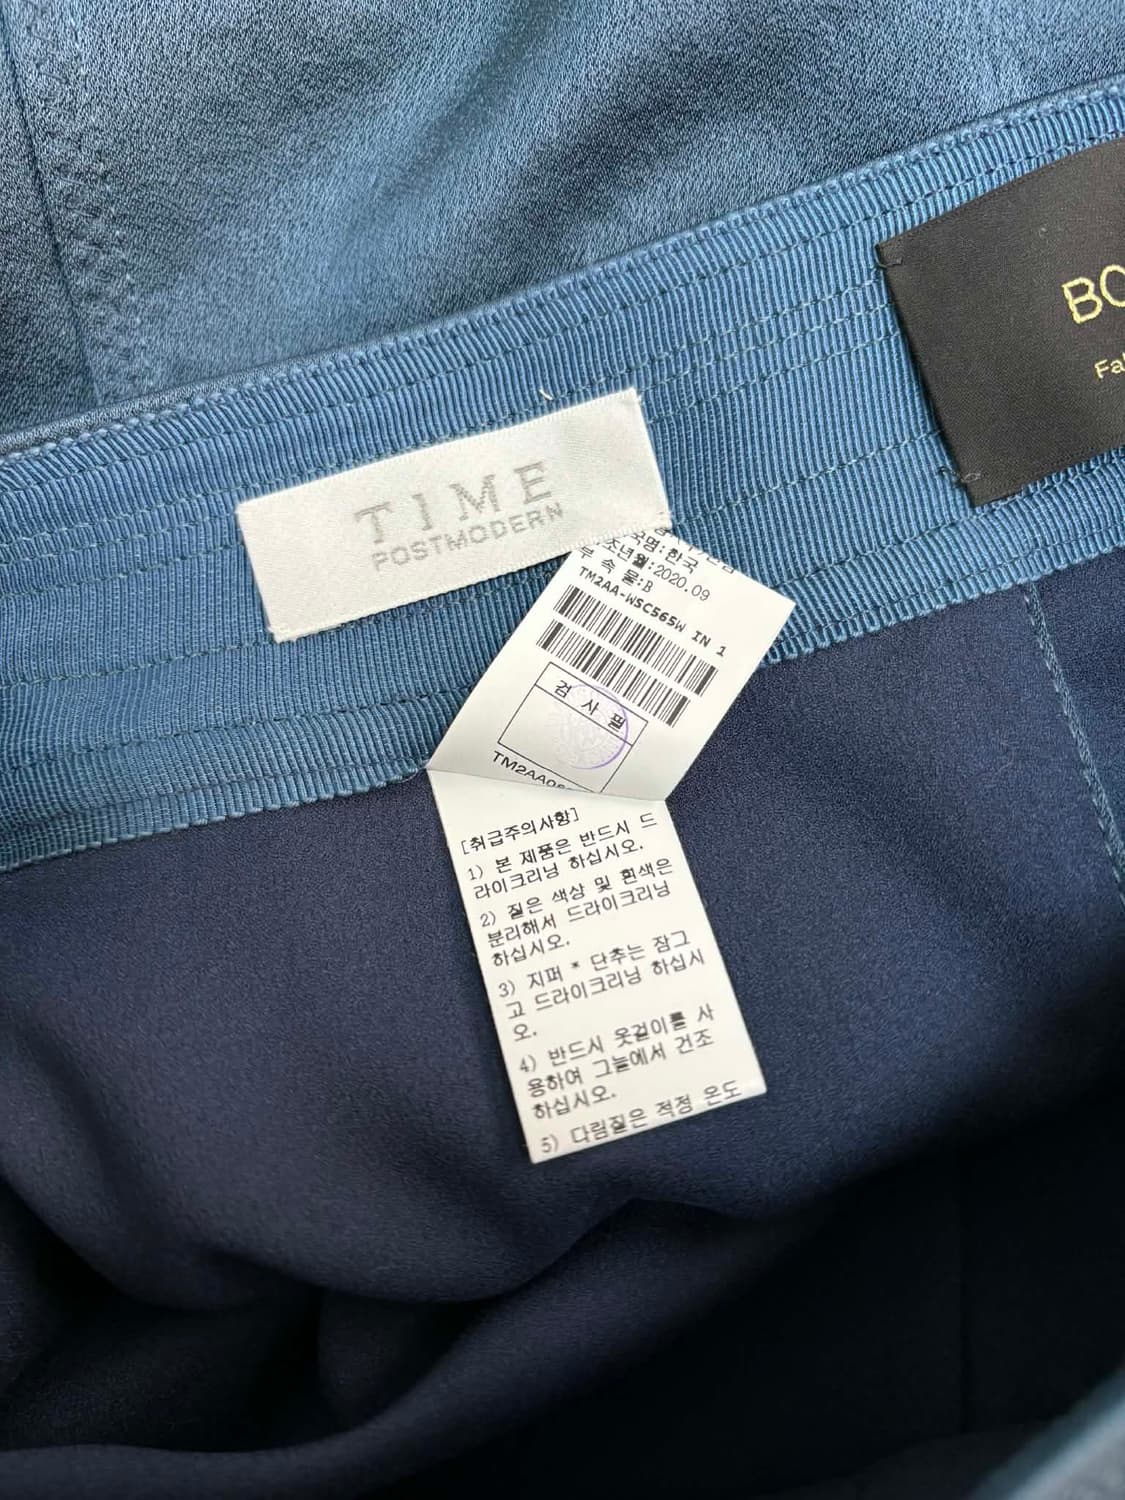 TIME
POSTMODERN
BO
Fa
국명:한국
조년월:2020.09
부 속 물:B
TM2AA-WSC565W IN 1
검 사 필
TM2AA0
[취급주의사항]
1) 본 제품은 반드시 드
라이크리닝 하십시오.
2) 짙은 색상 및 흰색은
분리해서 드라이크리닝
하십시오.
3) 지퍼 * 단추는 잠그
고 드라이크리닝 하십시
오.
4) 반드시 옷걸이를 사
용하여 그늘에서 건조
하십시오.
5) 다림질은 적정 온도